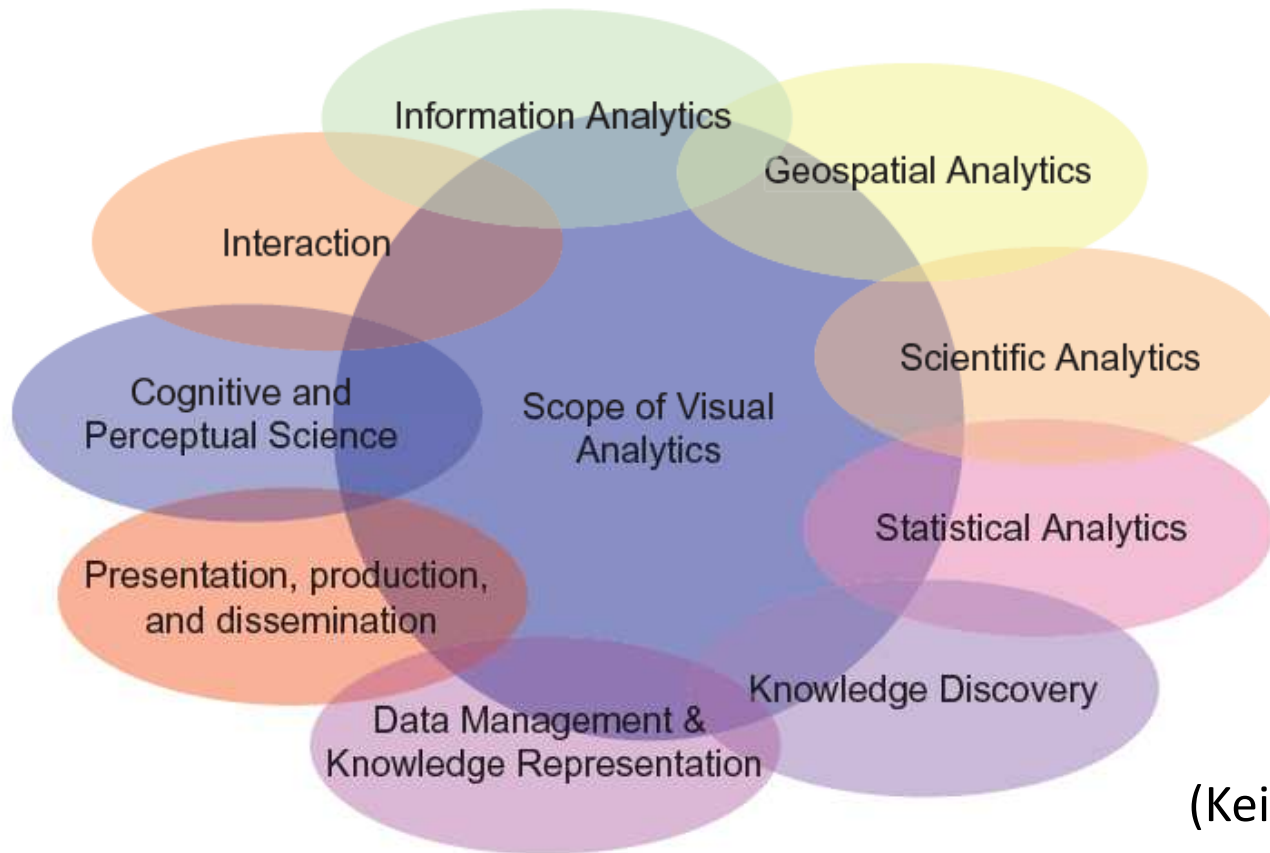 Information Analytics
Geospatial Analytics
Interaction
Scientific Analytics
Cognitive and
Perceptual Science
Scope of Visual
Analytics
Statistical Analytics
Presentation, production,
and dissemination
Knowledge Discovery
Data Management &
Knowledge Representation
(Kei